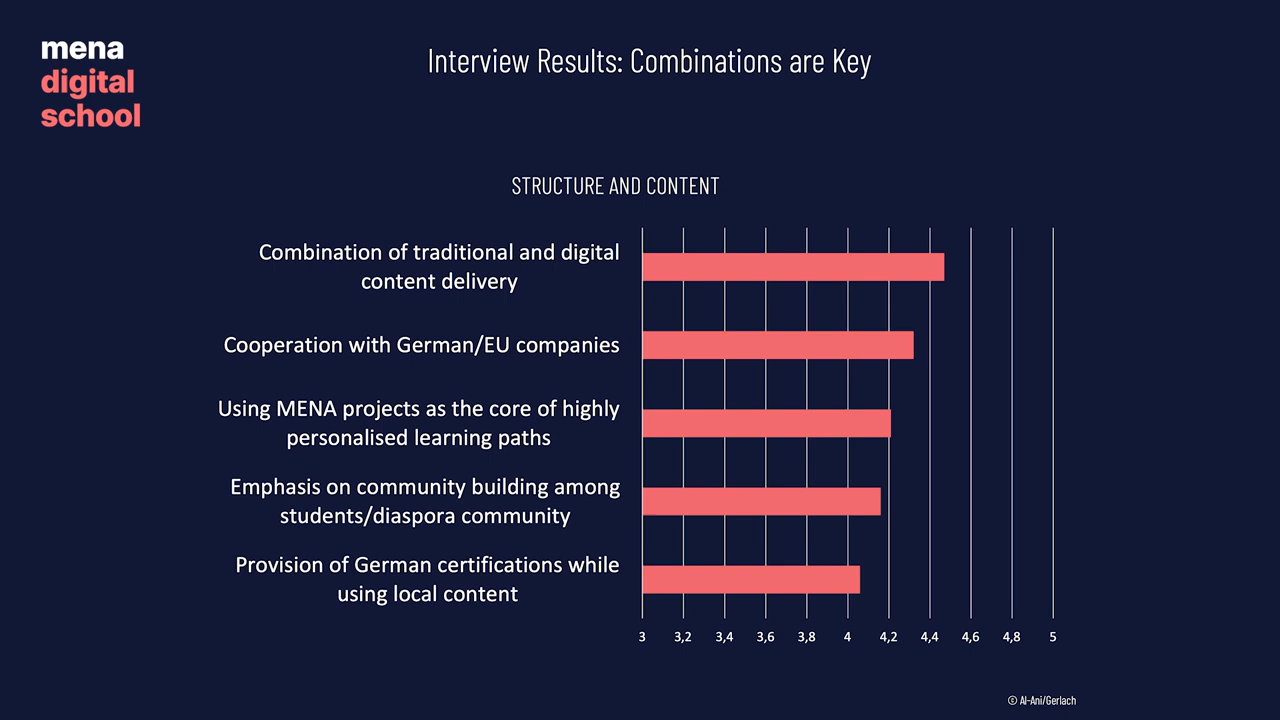 mena
digital
school
Interview Results: Combinations are Key
STRUCTURE AND CONTENT
Combination of traditional and digital
content delivery
Cooperation with German/EU companies
Using MENA projects as the core of highly
personalised learning paths
Emphasis on community building among
students/diaspora community
Provision of German certifications while
using local content
3 3,2 3,4 3,6 3,8 4 4,2 4,4 4,6 4,8 5
© Al-Ani/Gerlach